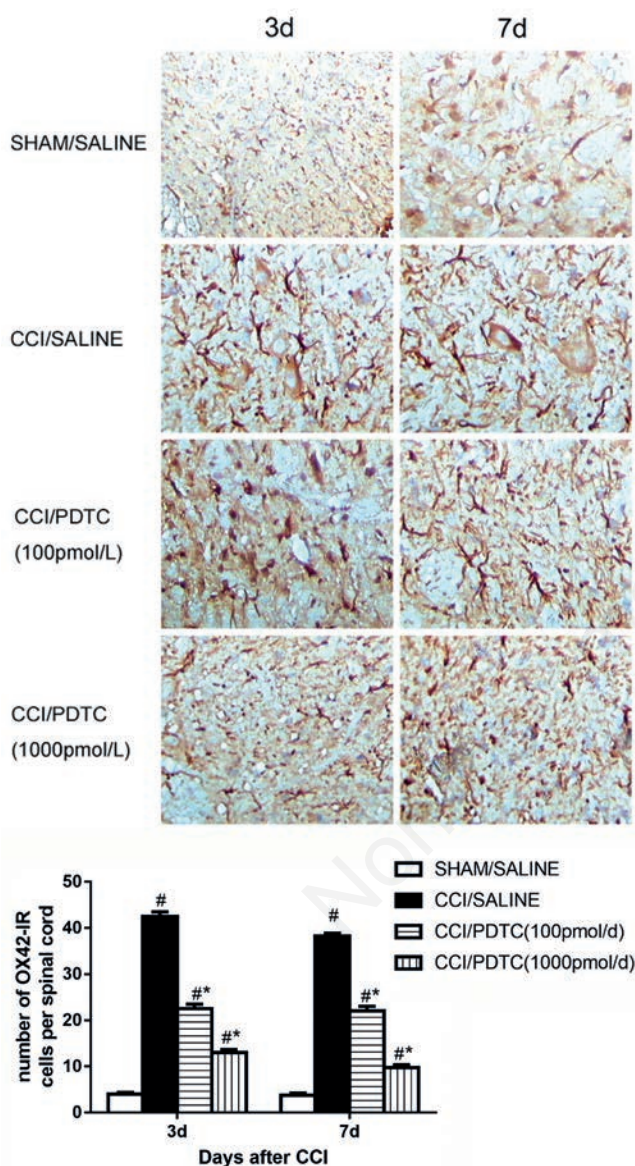 3d 7d
SHAM/SALINE
CCI/SALINE
CCI/PDTC
(100pmol/L)
CCI/PDTC
(1000pmol/L)
SHAM/SALINE
CCI/SALINE
CCI/PDTC(100pmol/d)
CCI/PDTC(1000pmol/d)
number of OX42-IR
cells per spinal cord
50
40
30
20
10
0
#
#*
#*
#
#*
#*
3d 7d
Days after CCI